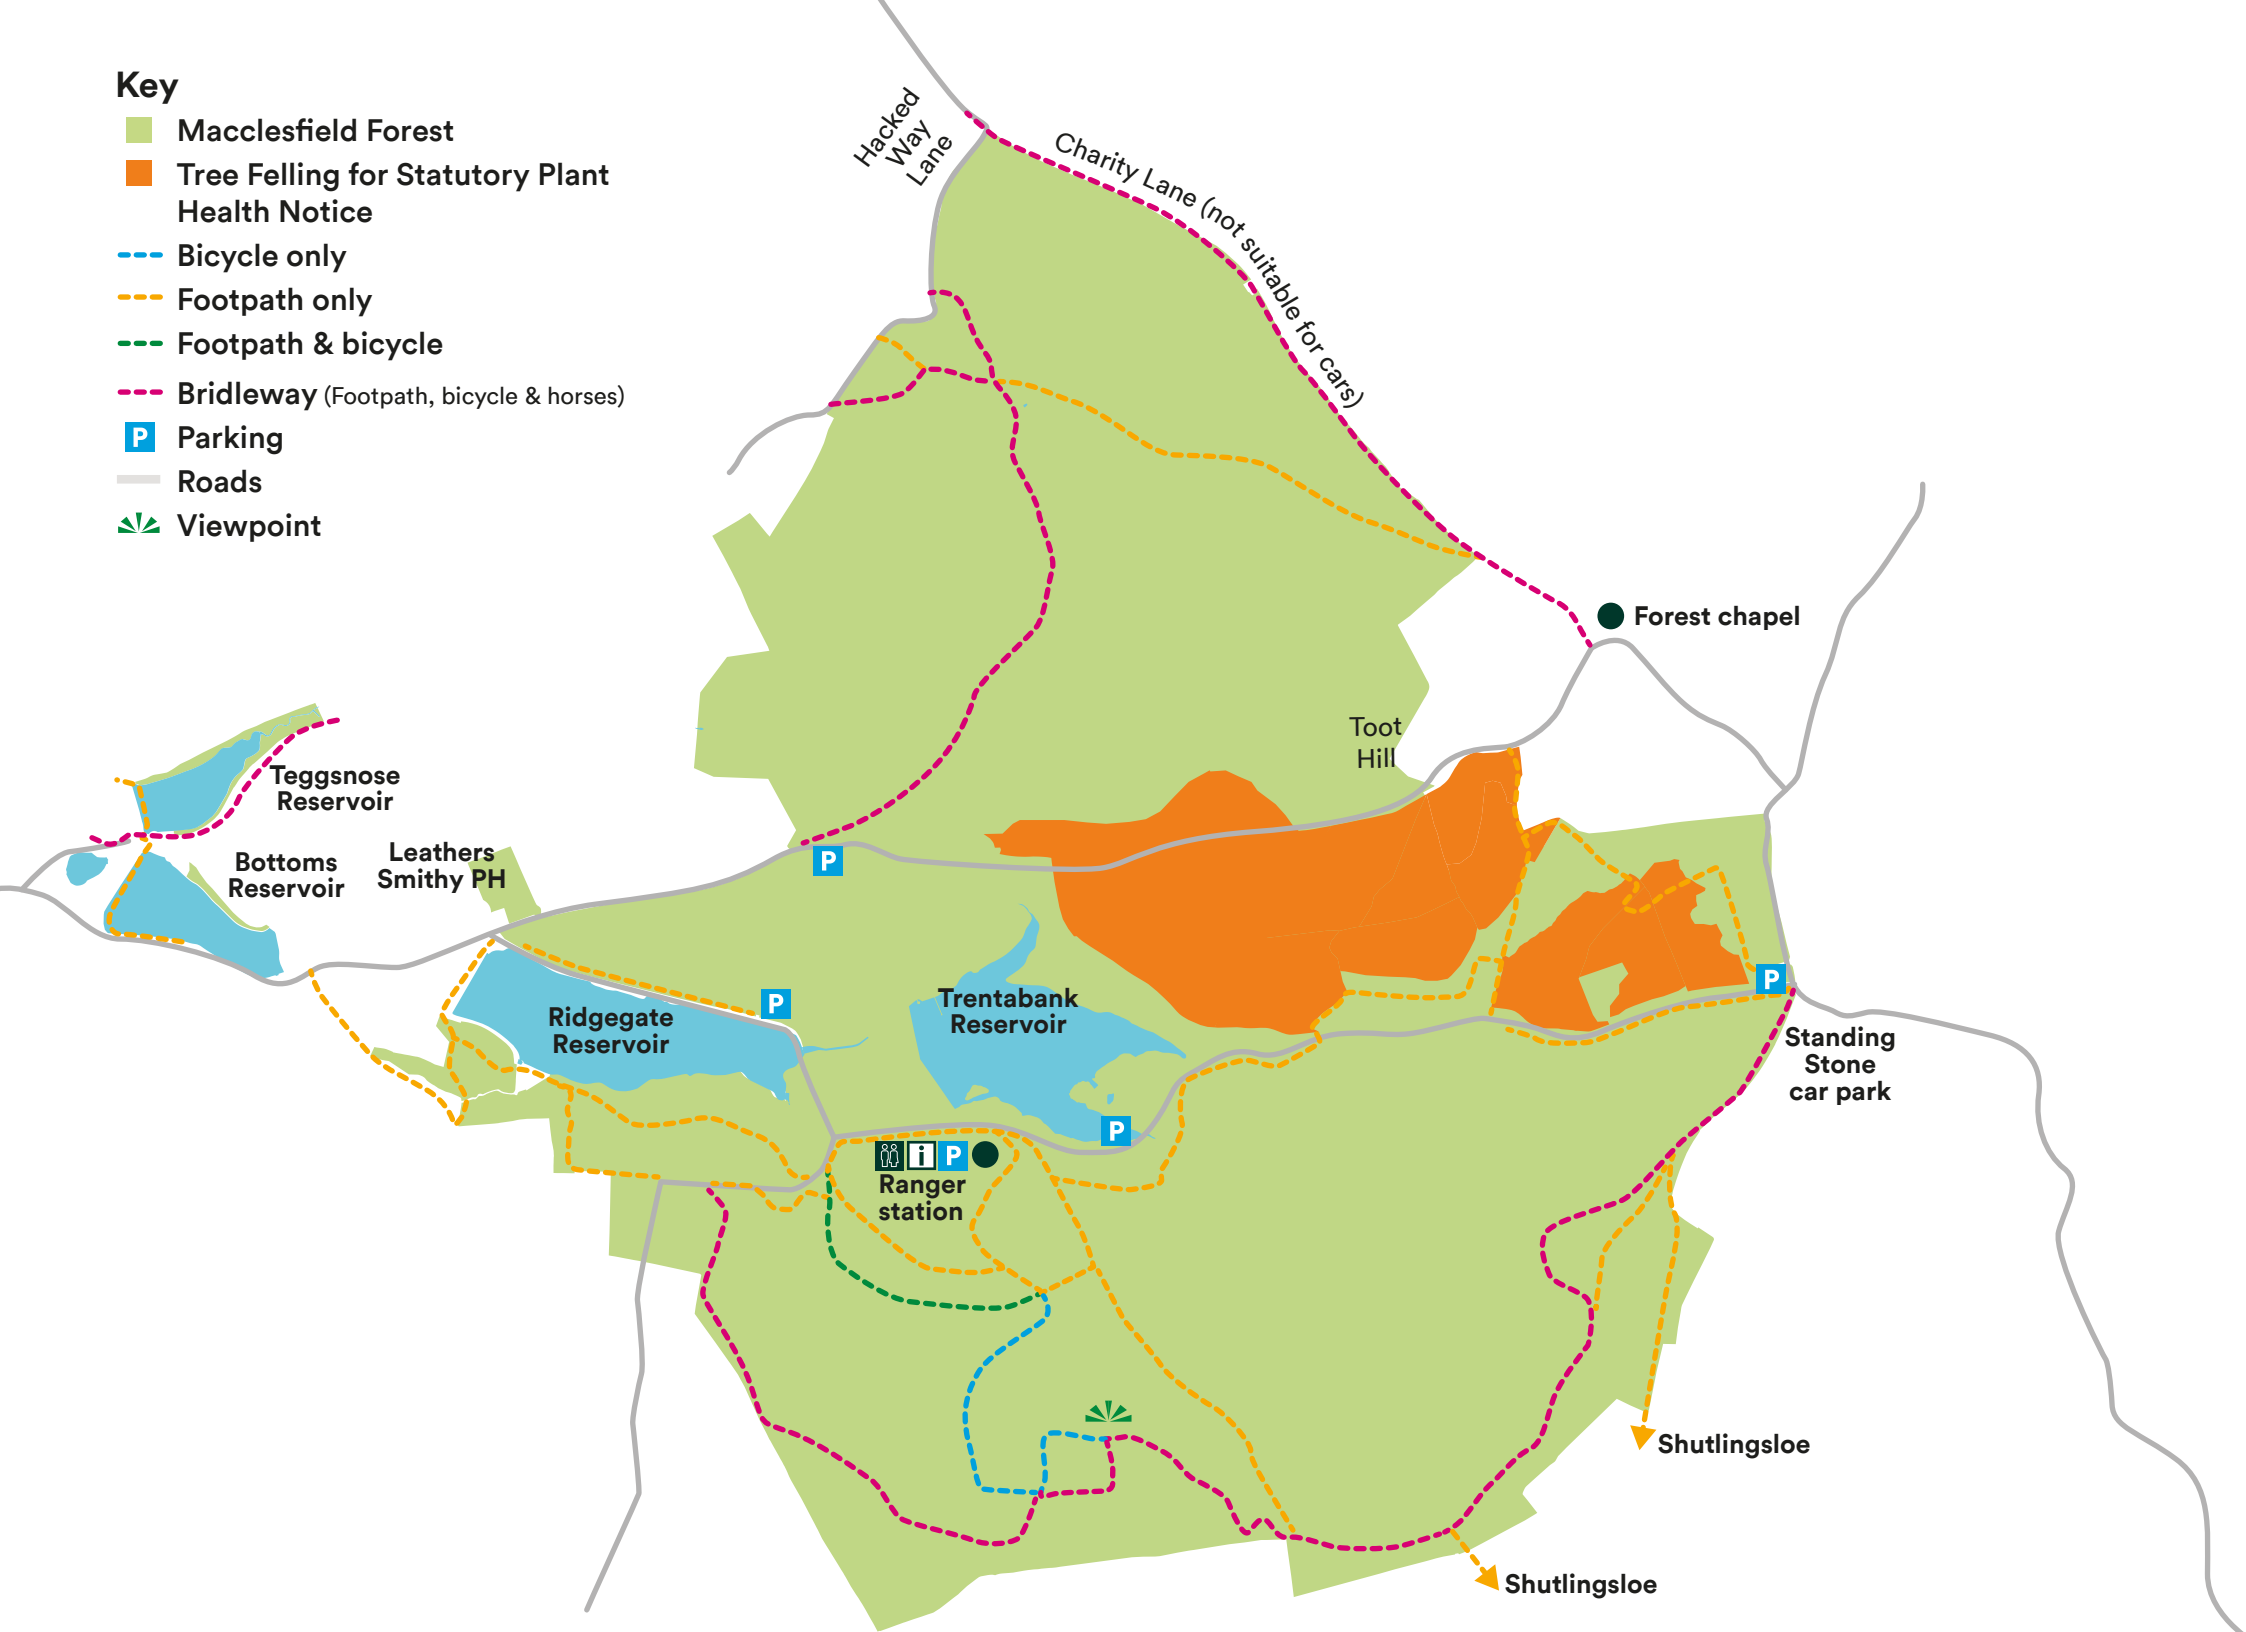 Key
Macclesfield Forest
Tree Felling for Statutory Plant
Health Notice
Bicycle only
Footpath only
Footpath & bicycle
Bridleway (Footpath, bicycle & horses)
P Parking
Roads
Viewpoint
Hacked
Way
Lane
Charity Lane (not suitable for cars)
Forest chapel
Toot
Hill
Teggsnose
Reservoir
Bottoms
Reservoir
Leathers
Smithy PH
P
P
Ridgegate
Reservoir
Trentabank
Reservoir
P
P
Standing
Stone
car park
i P
Ranger
station
Shutlingsloe
Shutlingsloe